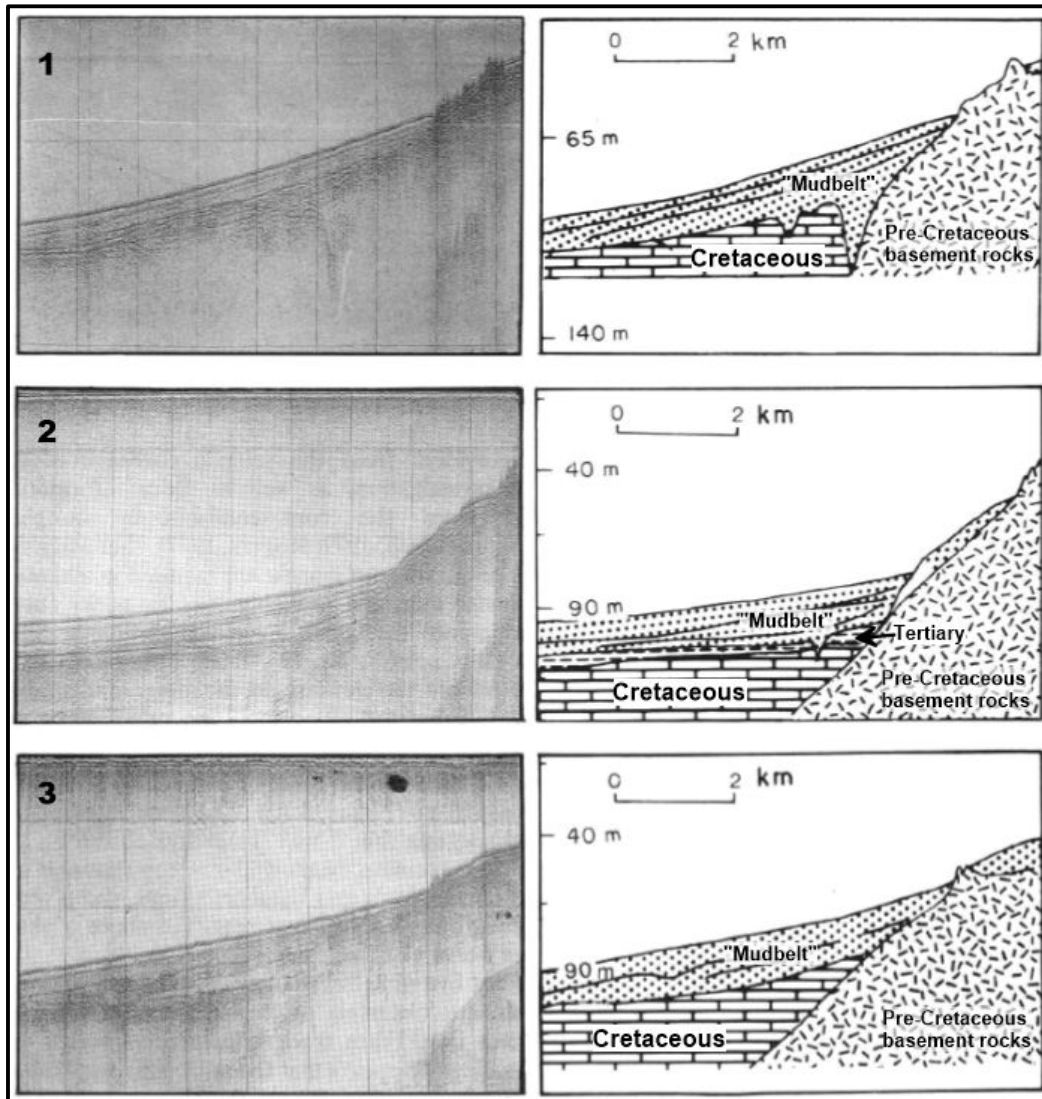 1
0 2 km
65 m
"Mudbelt"
Pre-Cretaceous
basement rocks
Cretaceous
140 m
2
0 2 km
40 m
90 m
"Mudbelt"
Tertiary
Cretaceous
Pre-Cretaceous
basement rocks
3
0 2 km
40 m
"Mudbelt"
90 m
Cretaceous
Pre-Cretaceous
basement rocks